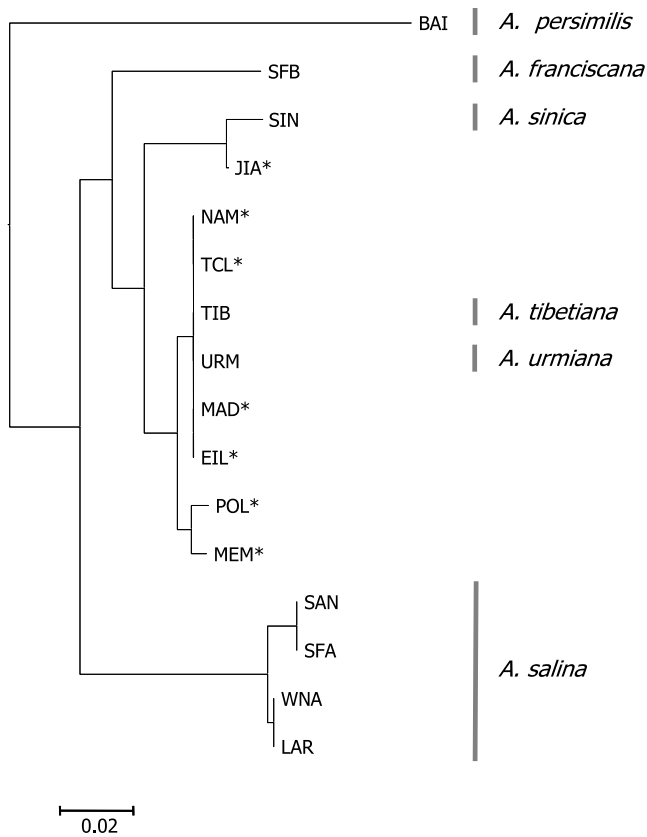 BAI A. persimilis
SFB A. franciscana
SIN A. sinica
JIA*
NAM*
TCL*
TIB A. tibetiana
URM A. urmiana
MAD*
EIL*
POL*
MEM*
SAN
SFA
A. salina
WNA
LAR
0.02